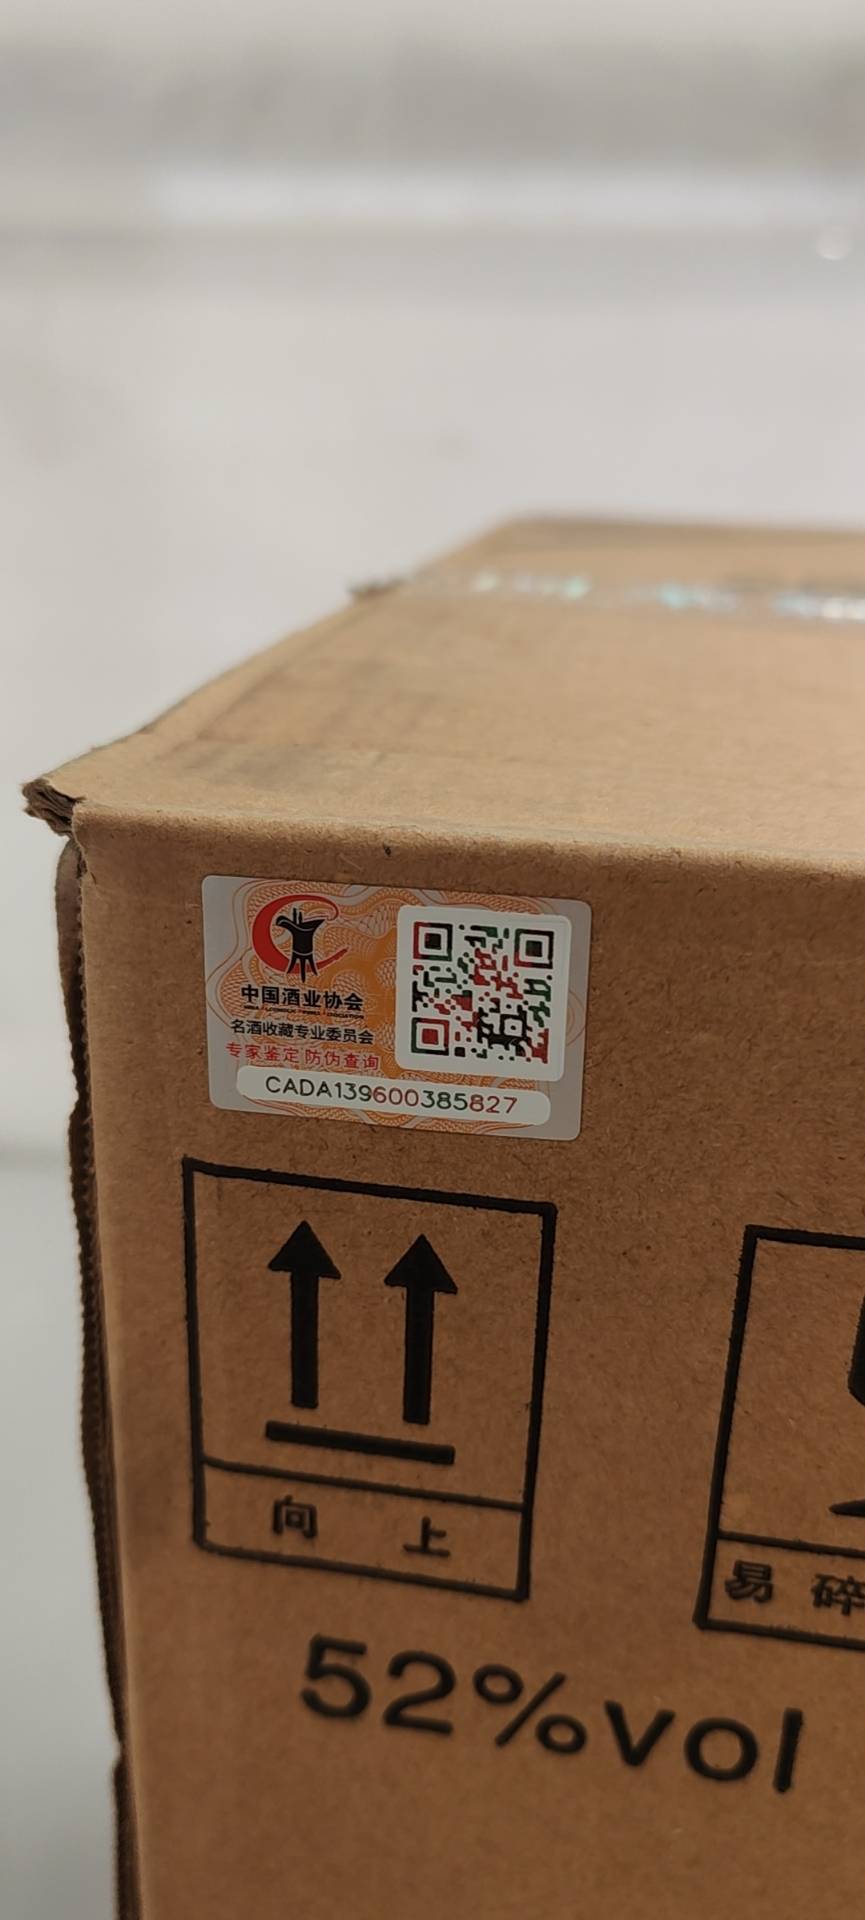 中国酒业协会
名酒收藏专业委员会
专家鉴定 防伪查询
CADA139600385827
向 上
易 碎
52%vol